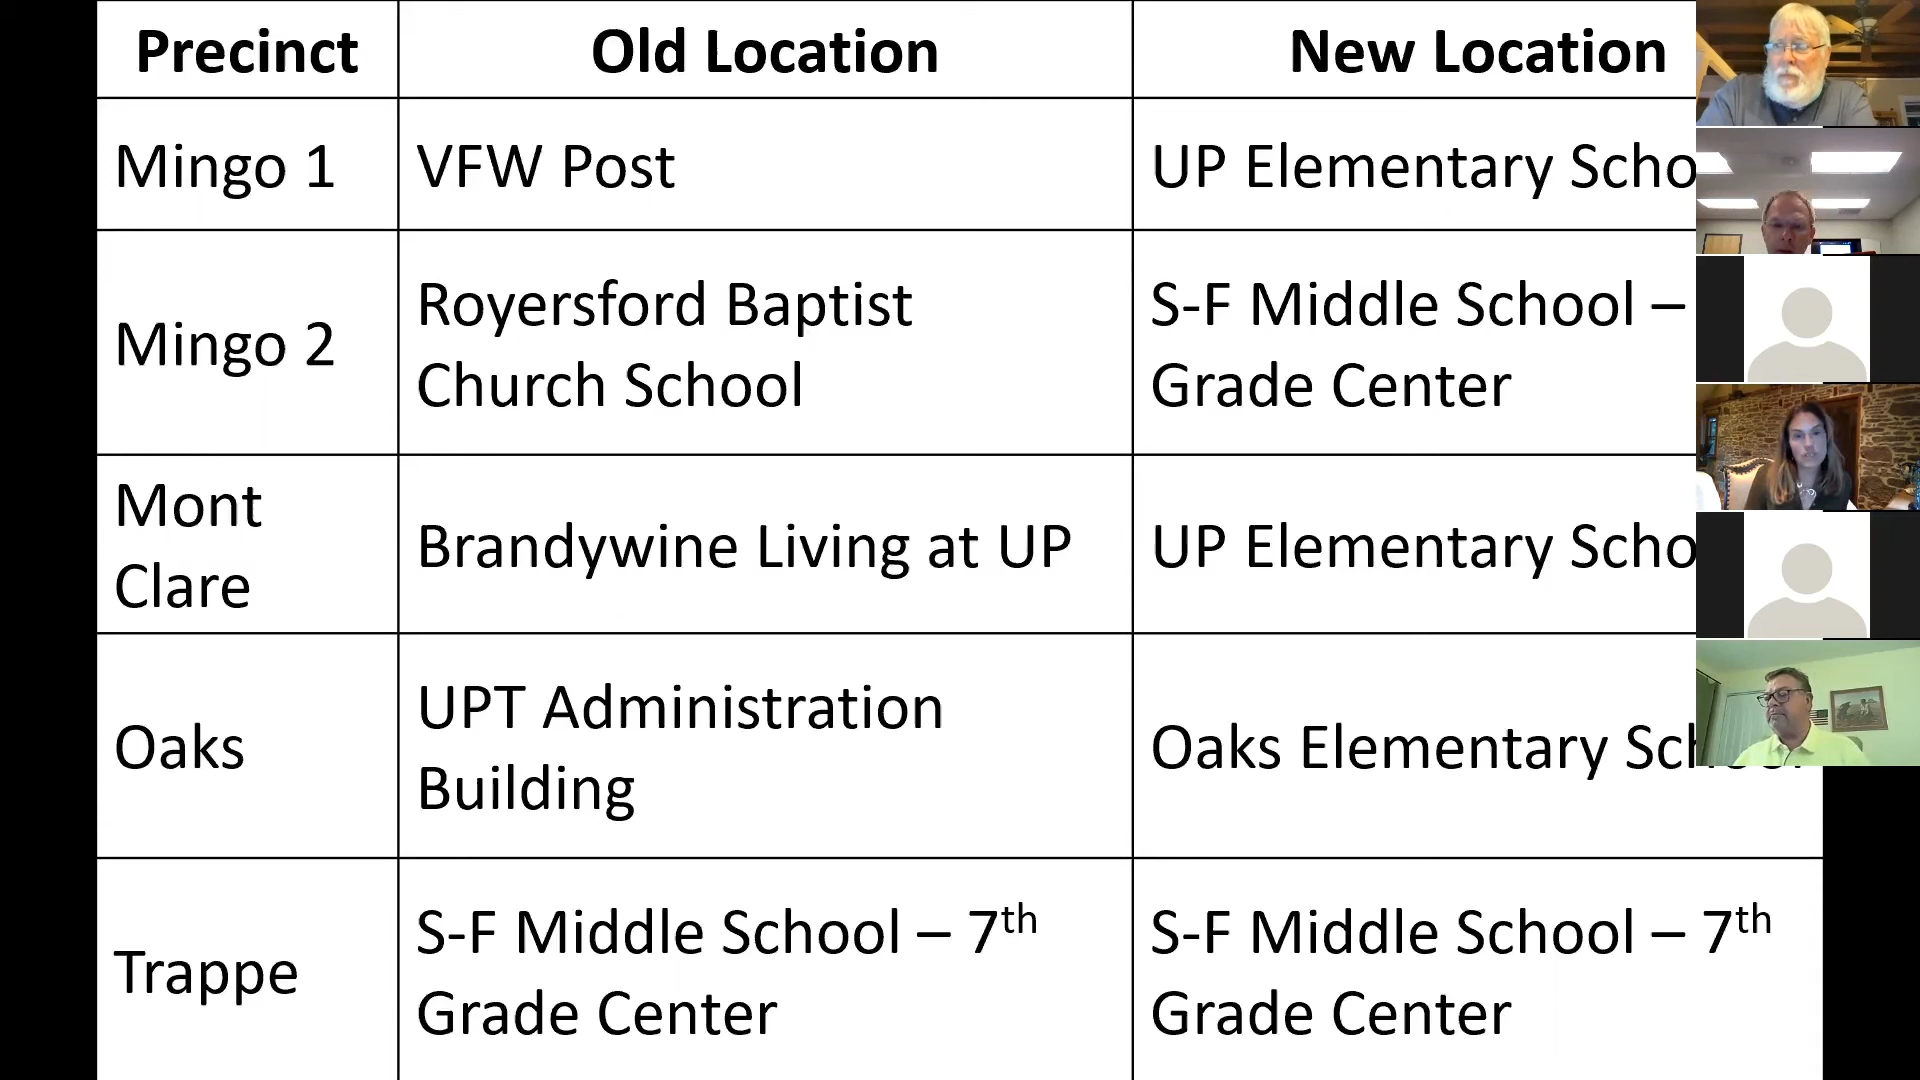 Precinct Old Location New Location
Mingo 1 VFW Post UP Elementary Scho
Mingo 2
Royersford Baptist
Church School
S-F Middle School –
Grade Center
Mont
Clare
Brandywine Living at UP
UP Elementary Scho
Oaks
UPT Administration
Building
Oaks Elementary School
Trappe
S-F Middle School – 7th
Grade Center
S-F Middle School – 7th
Grade Center